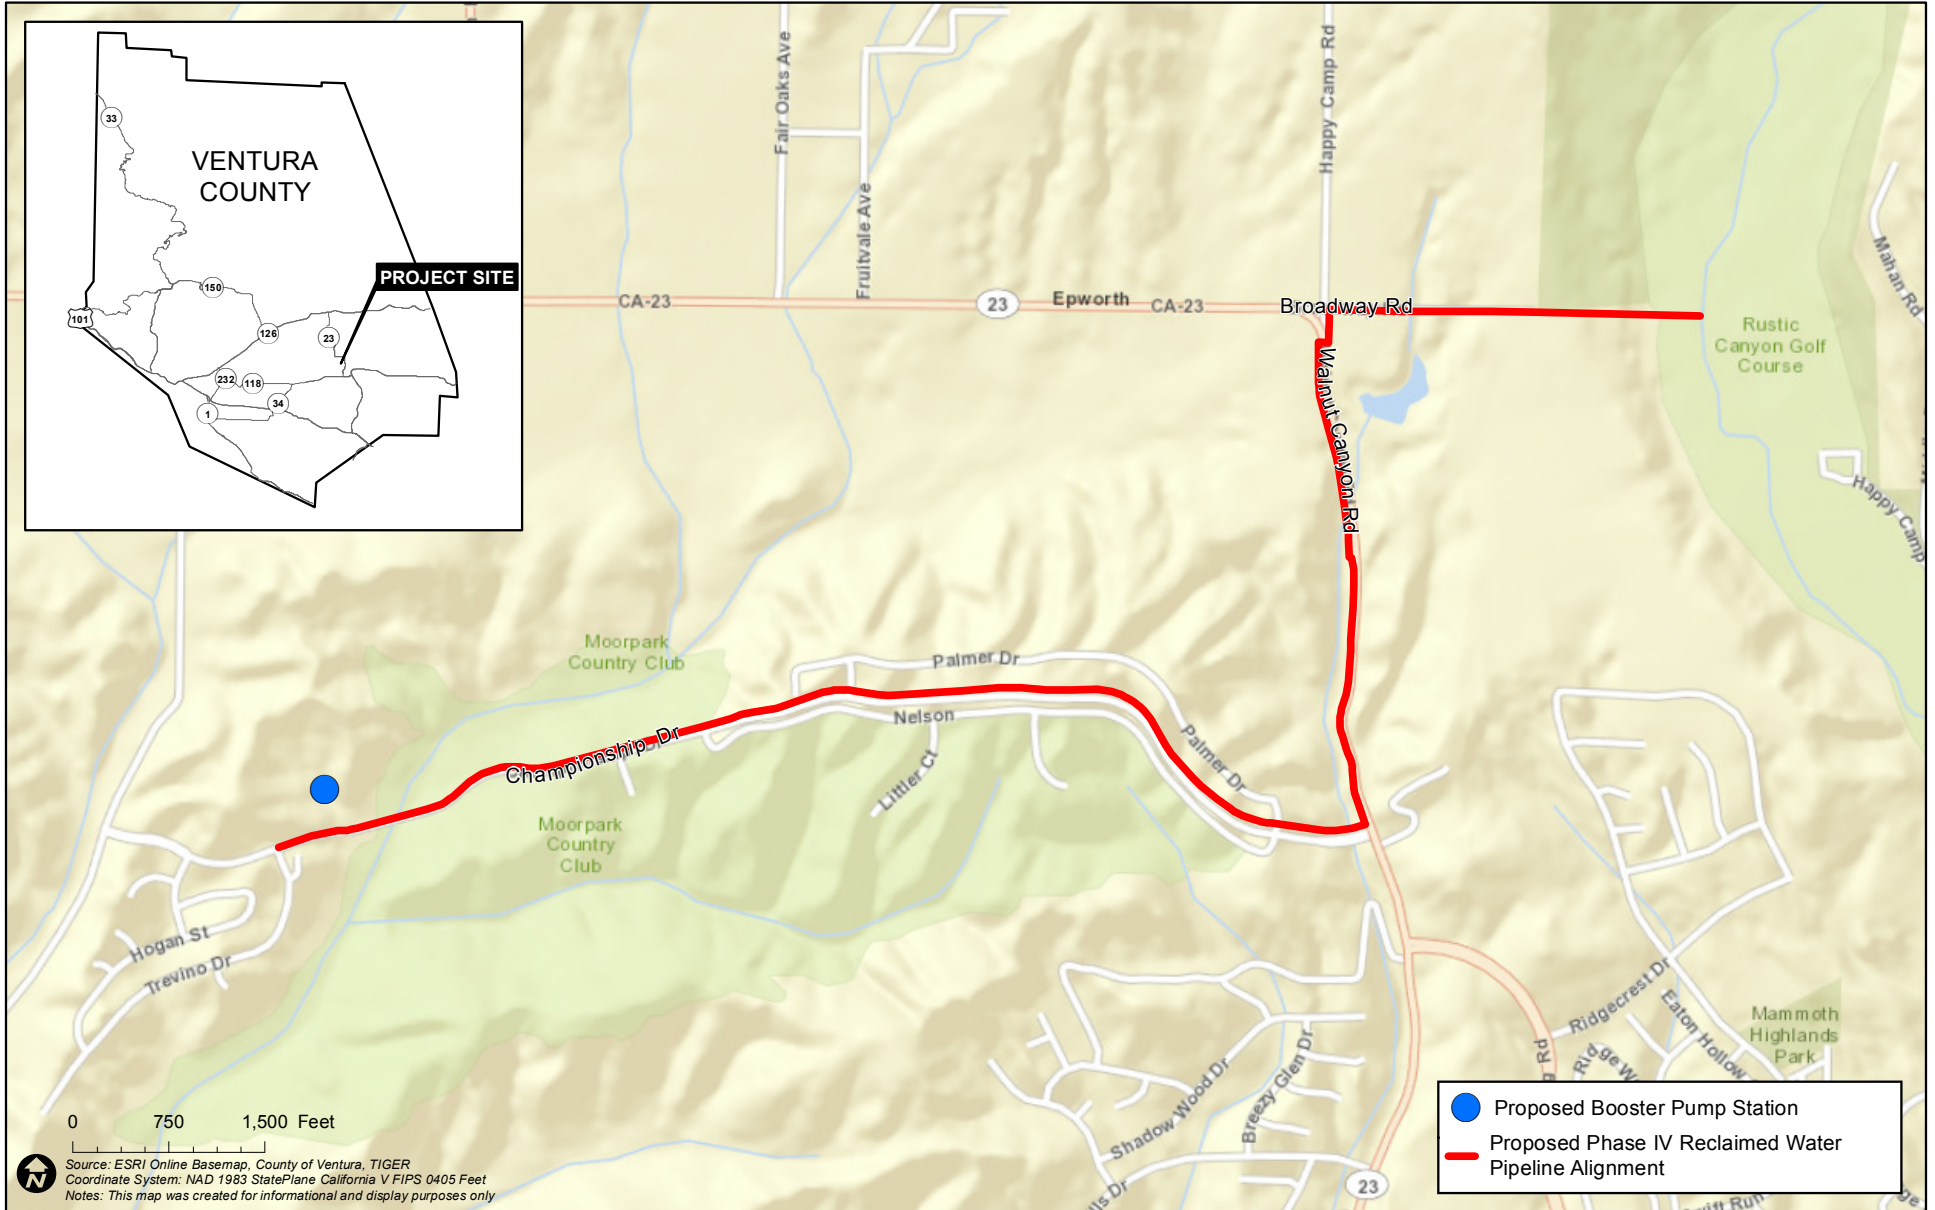 VENTURA
COUNTY
PROJECT SITE
33
150
101
126
23
232
118
34
1
Fair Oaks Ave
Fruitvale Ave
Happy Camp Rd
Mahan Rd
CA-23
23
Epworth
CA-23
Broadway Rd
Rustic
Canyon Golf
Course
Walnut Canyon Rd
Happy Camp
Moorpark
Country Club
Palmer Dr
Nelson
Palmer Dr
Championship Dr
Littler Ct
Moorpark
Country
Club
Hogan St
Trevino Dr
Ridgecrest Dr
Eaton Hollow
Mammoth
Highlands
Park
Shadow Wood Dr
Breezy Glen Dr
23
0 750 1,500 Feet
N
Source: ESRI Online Basemap, County of Ventura, TIGER
Coordinate System: NAD 1983 StatePlane California V FIPS 0405 Feet
Notes: This map was created for informational and display purposes only
Proposed Booster Pump Station
Proposed Phase IV Reclaimed Water
Pipeline Alignment